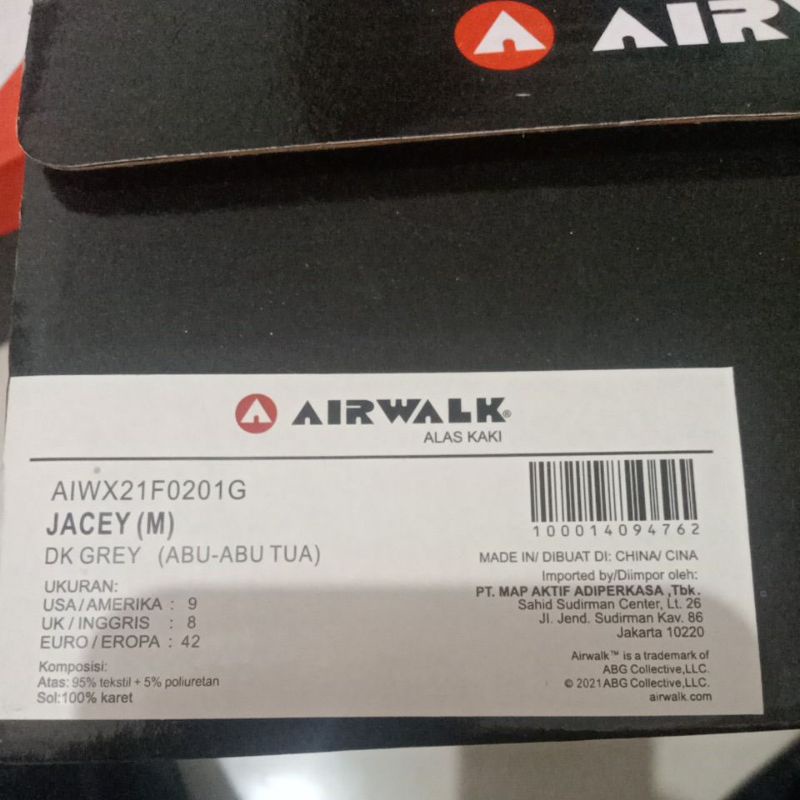 AIRWALK
ALAS KAKI
AIWX21F0201G
JACEY (M)
DK GREY (ABU-ABU TUA)
UKURAN:
USA/AMERIKA : 9
UK/INGGRIS : 8
EURO/EROPA : 42
Komposisi:
Atas: 95% tekstil + 5% poliuretan
Sol:100% karet
100014094762
MADE IN/ DIBUAT DI: CHINA/ CINA
Imported by/Diimpor oleh:
PT. MAP AKTIF ADIPERKASA ,Tbk.
Sahid Sudirman Center, Lt. 26
Jl. Jend. Sudirman Kav. 86
Jakarta 10220
Airwalk™ is a trademark of
ABG Collective,LLC.
© 2021 ABG Collective,LLC.
airwalk.com